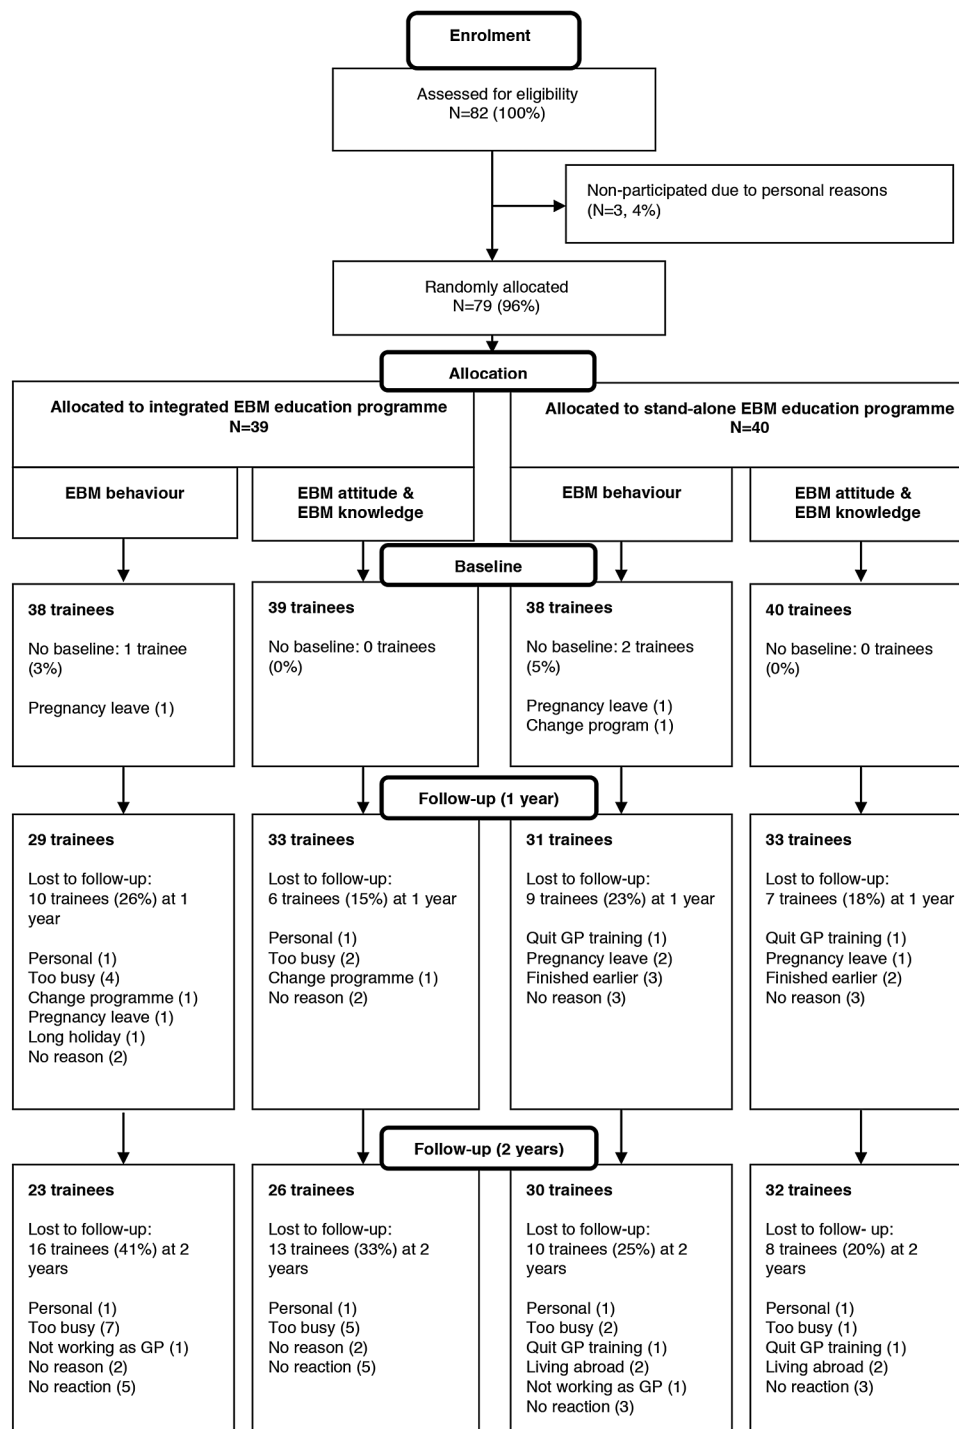 Enrolment
Assessed for eligibility
N=82 (100%)
Non-participated due to personal reasons
(N=3, 4%)
Randomly allocated
N=79 (96%)
Allocation
Allocated to integrated EBM education programme
N=39
Allocated to stand-alone EBM education programme
N=40
EBM behaviour
EBM attitude &
EBM knowledge
EBM behaviour
EBM attitude &
EBM knowledge
Baseline
38 trainees
No baseline: 1 trainee
(3%)
Pregnancy leave (1)
39 trainees
No baseline: 0 trainees
(0%)
38 trainees
No baseline: 2 trainees
(5%)
Pregnancy leave (1)
Change program (1)
40 trainees
No baseline: 0 trainees
(0%)
Follow-up (1 year)
29 trainees
Lost to follow-up:
10 trainees (26%) at 1
year
Personal (1)
Too busy (4)
Change programme (1)
Pregnancy leave (1)
Long holiday (1)
No reason (2)
33 trainees
Lost to follow-up:
6 trainees (15%) at 1 year
Personal (1)
Too busy (2)
Change programme (1)
No reason (2)
31 trainees
Lost to follow-up:
9 trainees (23%) at 1 year
Quit GP training (1)
Pregnancy leave (2)
Finished earlier (3)
No reason (3)
33 trainees
Lost to follow-up:
7 trainees (18%) at 1 year
Quit GP training (1)
Pregnancy leave (1)
Finished earlier (2)
No reason (3)
Follow-up (2 years)
23 trainees
Lost to follow-up:
16 trainees (41%) at 2
years
Personal (1)
Too busy (7)
Not working as GP (1)
No reason (2)
No reaction (5)
26 trainees
Lost to follow-up:
13 trainees (33%) at 2
years
Personal (1)
Too busy (5)
No reason (2)
No reaction (5)
30 trainees
Lost to follow-up:
10 trainees (25%) at 2
years
Personal (1)
Too busy (2)
Quit GP training (1)
Living abroad (2)
Not working as GP (1)
No reaction (3)
32 trainees
Lost to follow- up:
8 trainees (20%) at 2
years
Personal (1)
Too busy (1)
Quit GP training (1)
Living abroad (2)
No reaction (3)